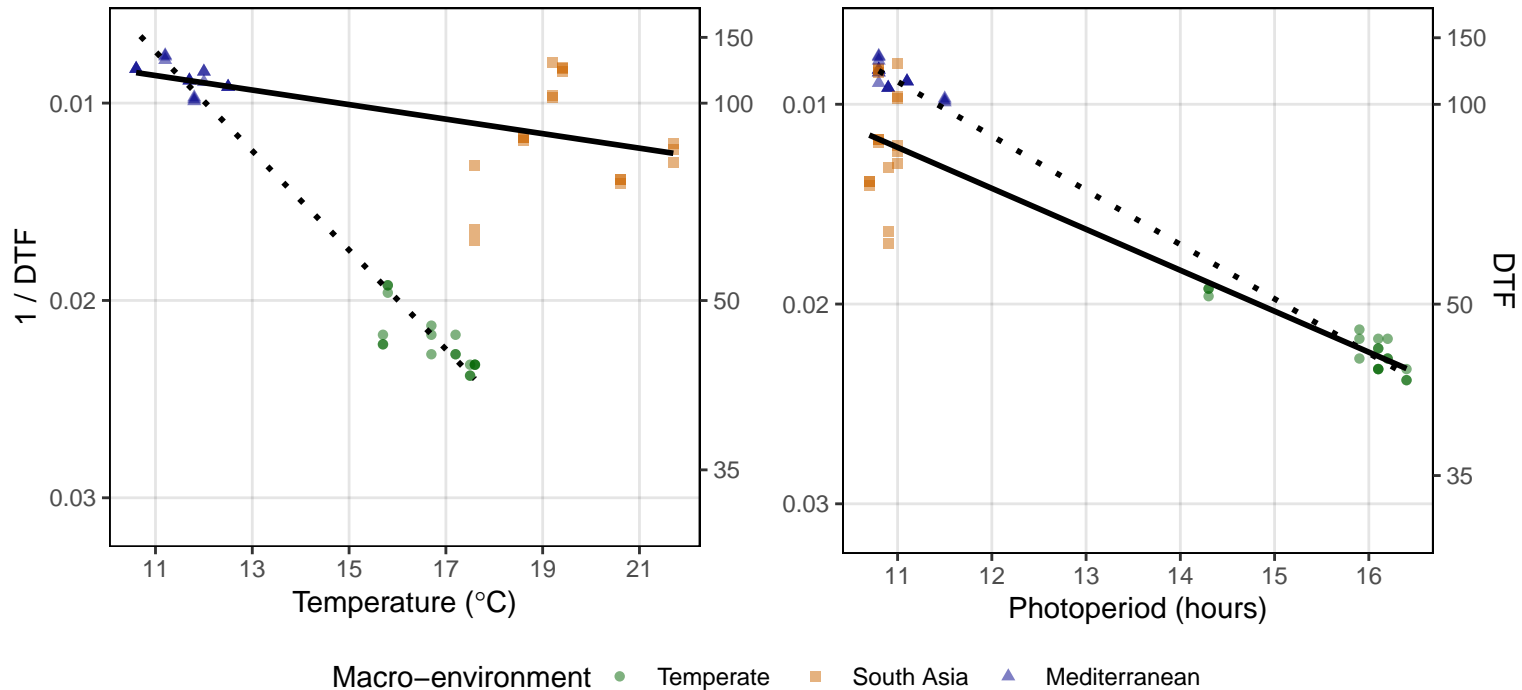 1 / DTF
0.01
0.02
0.03
150
100
50
35
11 13 15 17 19 21
Temperature (°C)
0.01
0.02
0.03
150
100
50
35
DTF
11 12 13 14 15 16
Photoperiod (hours)
Macro−environment Temperate South Asia Mediterranean